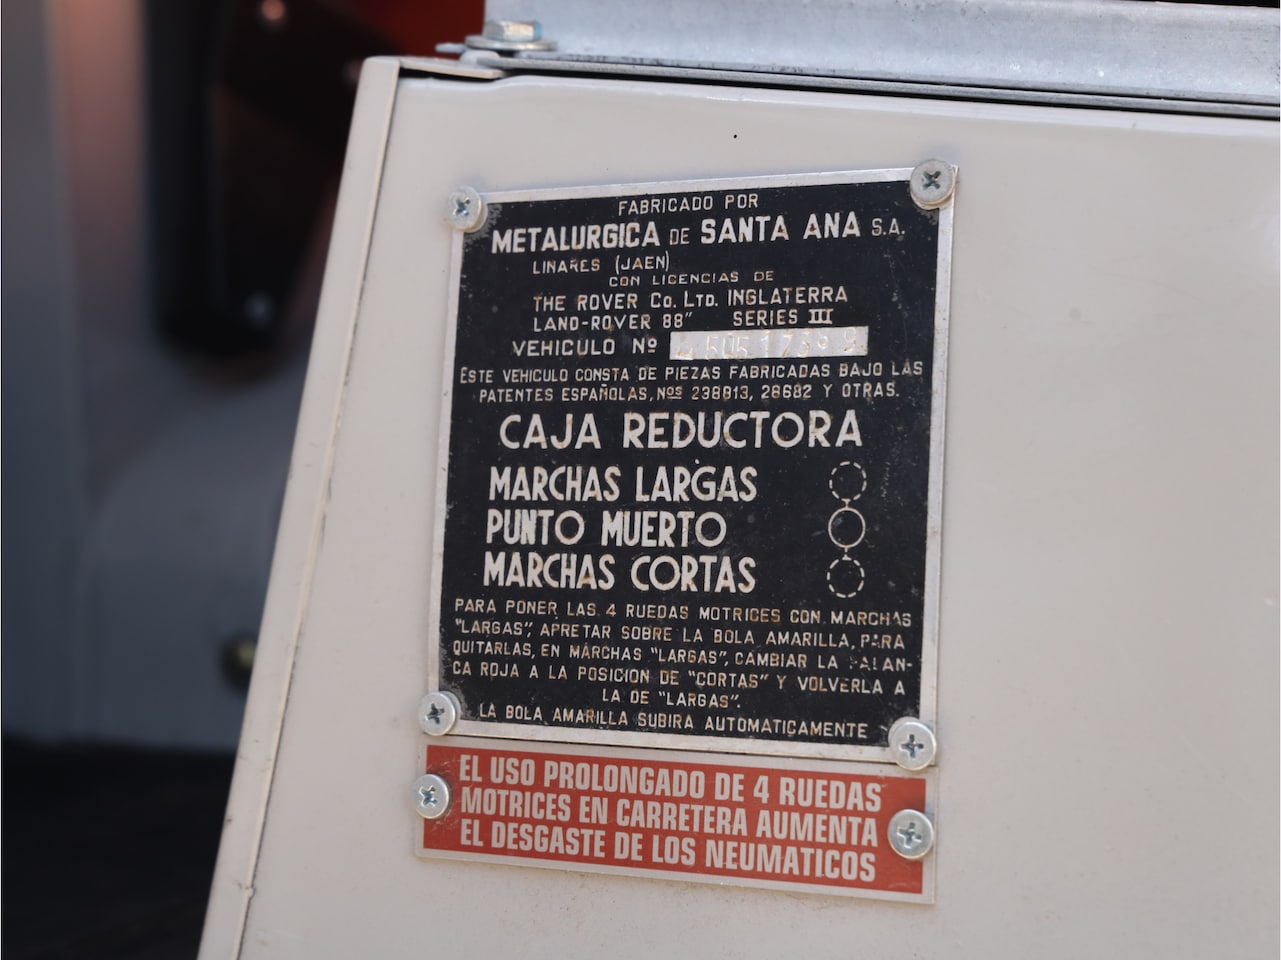 FABRICADO POR
METALURGICA DE SANTA ANA S.A.
LINARES (JAEN)
CON LICENCIAS DE
THE ROVER Co. LTD. INGLATERRA
LAND-ROVER 88" SERIES III
VEHICULO Nº
ESTE VEHICULO CONSTA DE PIEZAS FABRICADAS BAJO LAS
PATENTES ESPAÑOLAS, Nos 238813, 28682 Y OTRAS.
CAJA REDUCTORA
MARCHAS LARGAS
PUNTO MUERTO
MARCHAS CORTAS
PARA PONER LAS 4 RUEDAS MOTRICES CON MARCHAS
"LARGAS", APRETAR SOBRE LA BOLA AMARILLA, PARA
QUITARLAS, EN MARCHAS "LARGAS", CAMBIAR LA PALAN-
CA ROJA A LA POSICION DE "CORTAS" Y VOLVERLA A
LA DE "LARGAS".
LA BOLA AMARILLA SUBIRA AUTOMATICAMENTE
EL USO PROLONGADO DE 4 RUEDAS
MOTRICES EN CARRETERA AUMENTA
EL DESGASTE DE LOS NEUMATICOS